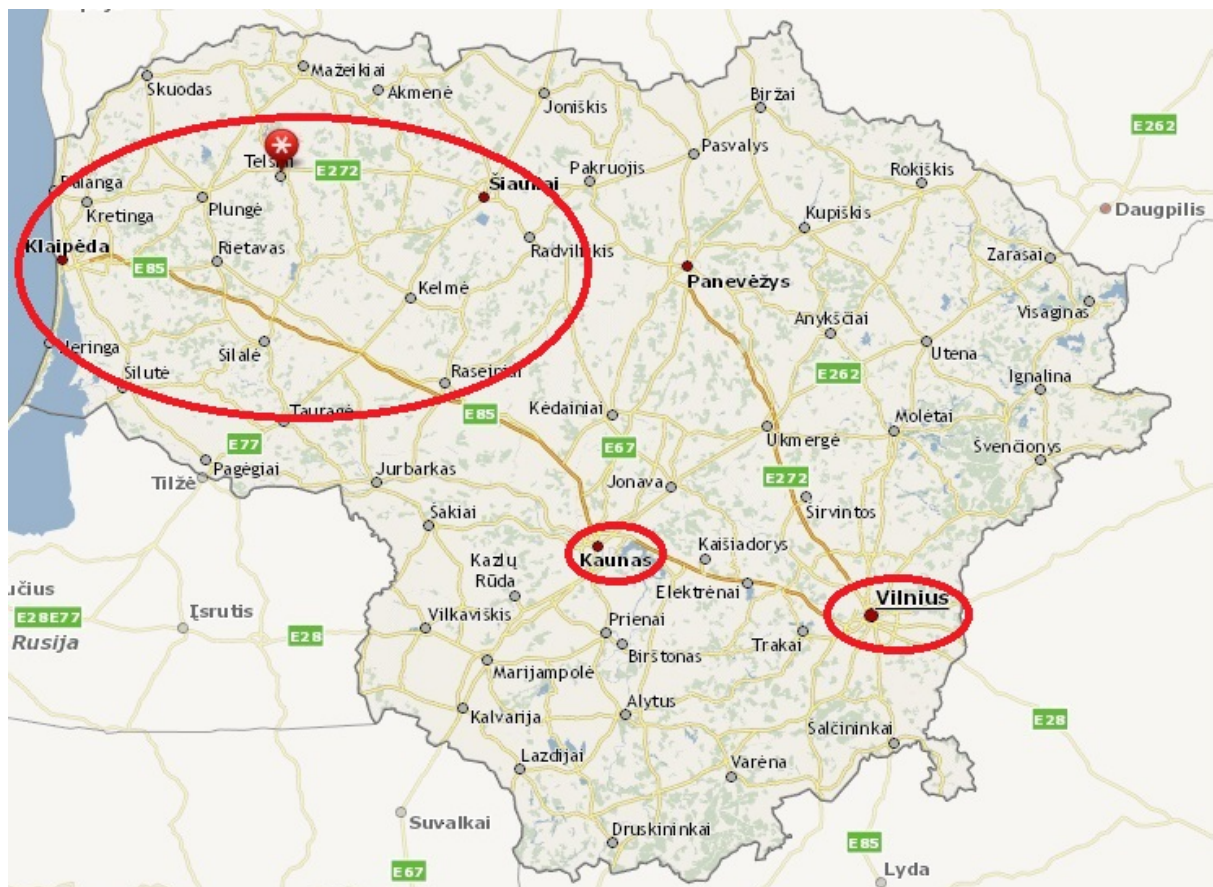 Mažeikiai
Skuodas
Akmenė
Joniškis
Biržai
E262
Pasvalys
Telšiai
E272
Pakruojis
Rokiškis
Palanga
Šiauliai
Kretinga
Plungė
Kupiškis
Daugpilis
Klaipėda
Rietavas
Radviliškis
Zarasai
E85
Panevėžys
Kelmė
Visaginas
Anykščiai
Neringa
Šilalė
Utena
Šilutė
Raseiniai
E262
Ignalina
Tauragė
E85
Kėdainiai
Molėtai
E77
E67
Ukmergė
Svenčionys
Pagėgiai
Jurbarkas
Tilžė
Jonava
E272
Sirvintos
Šakiai
Kaunas
Kaišiadorys
Kazlų
Rūda
Elektrėnai
Vilnius
učius
E28E77
Įsrutis
Vilkaviškis
Prienai
Rusija
E28
Trakai
Birštonas
Marijampolė
Alytus
Kalvarija
E28
Šalčininkai
Lazdijai
Varėna
Suvalkai
Druskininkai
E85
E67
Lyda